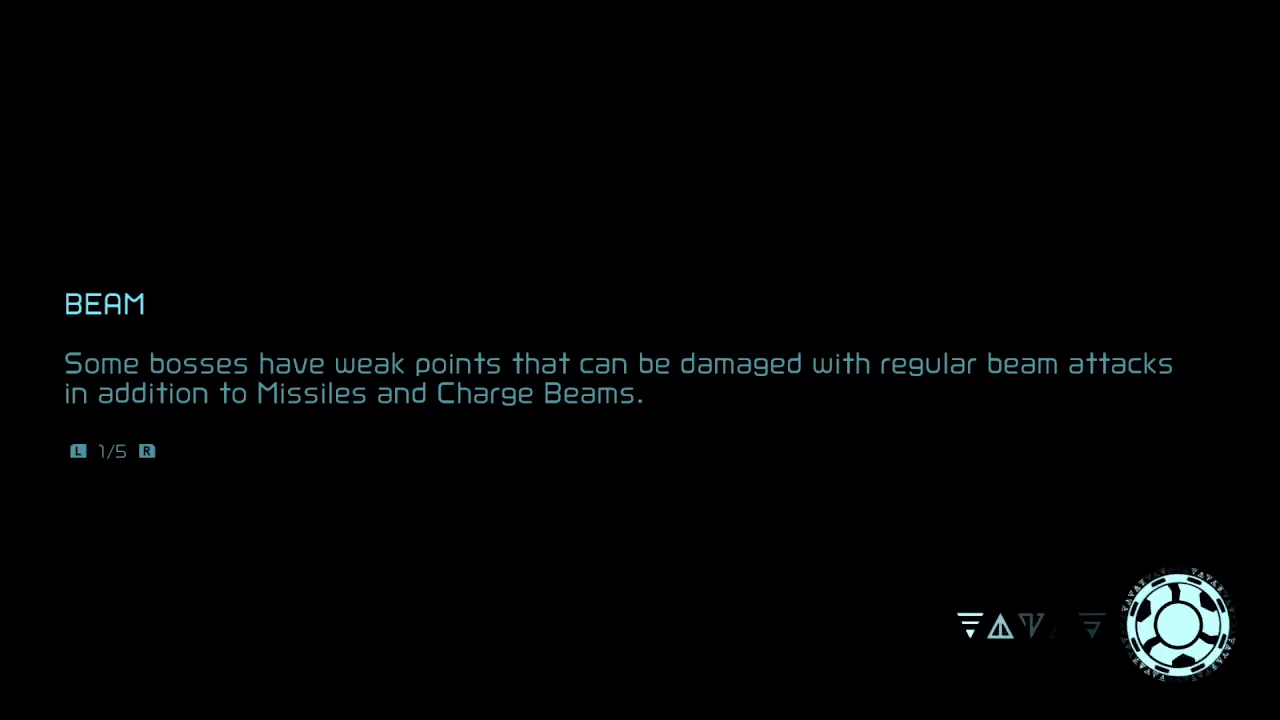 BEAM
Some bosses have weak points that can be damaged with regular beam attacks
in addition to Missiles and Charge Beams.
L 1/5 R